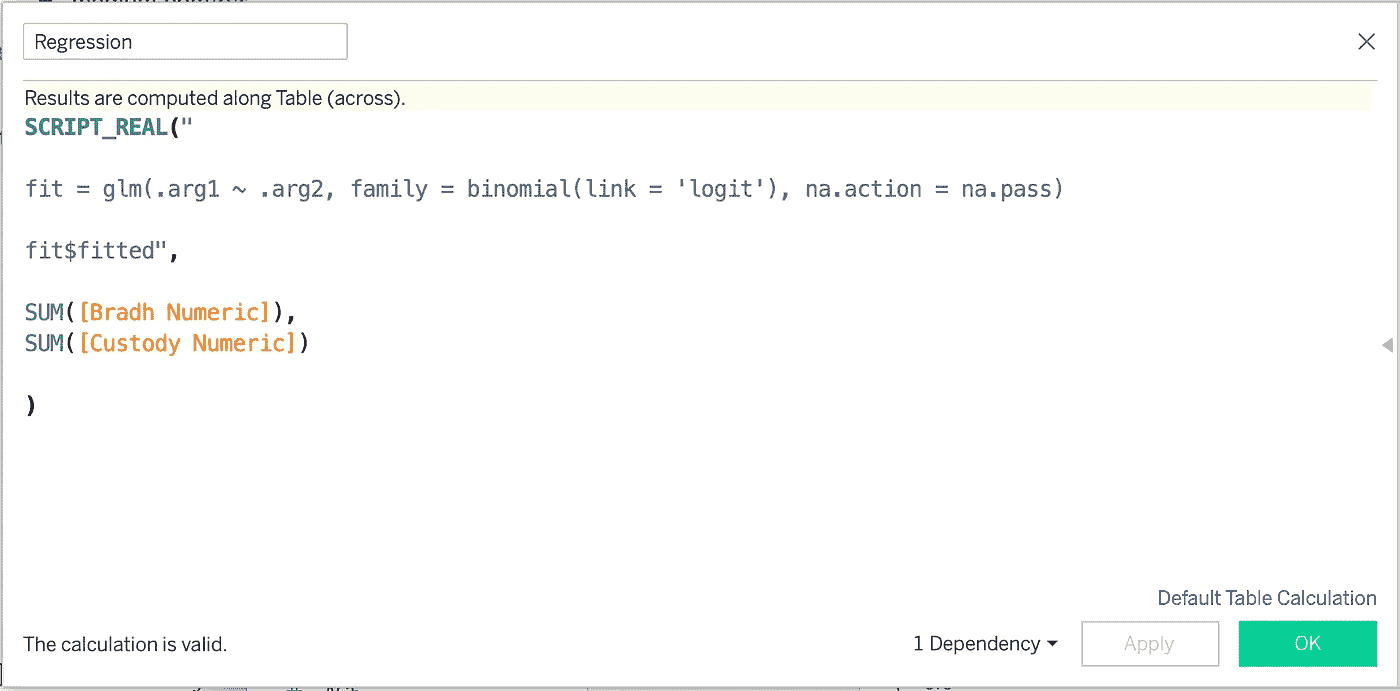 Regression
Results are computed along Table (across).
SCRIPT_REAL("
fit = glm(.arg1 ~ .arg2, family = binomial(link = 'logit'), na.action = na.pass)
fit$fitted",
SUM([Bradh Numeric]),
SUM([Custody Numeric])
)
Default Table Calculation
The calculation is valid.
1 Dependency
Apply
OK